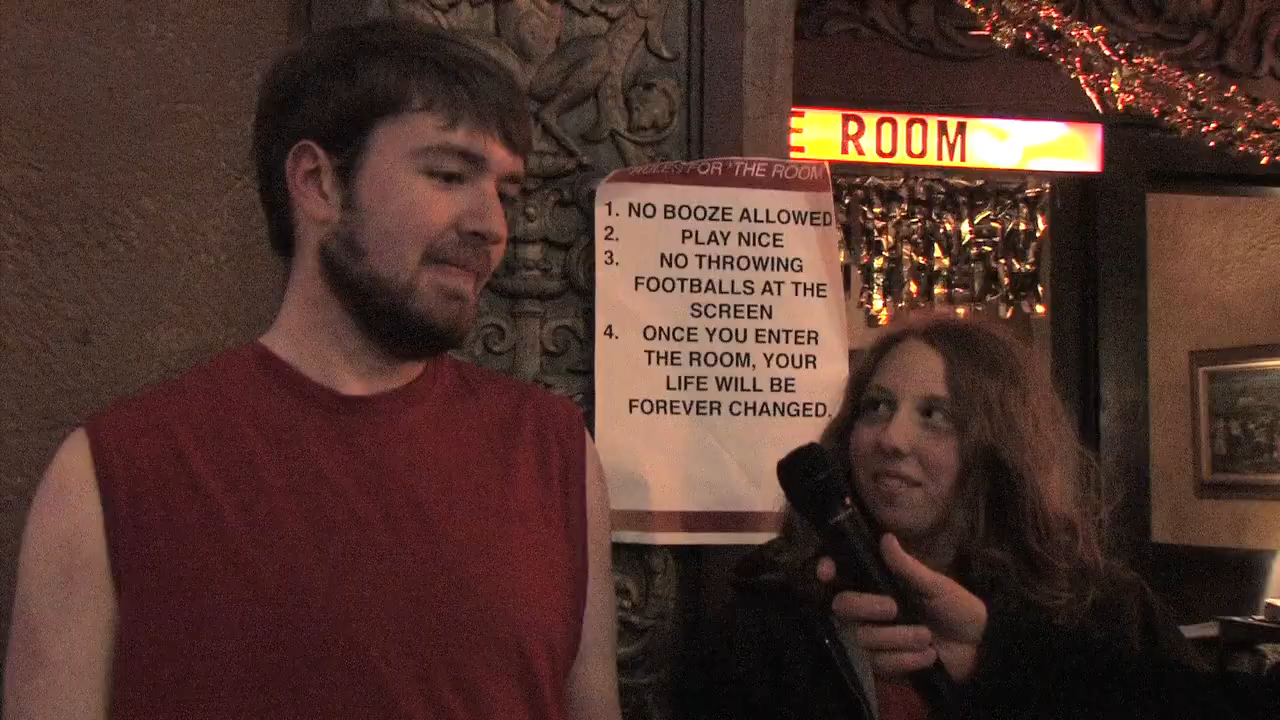 ROOM
RULES FOR 'THE ROOM
1. NO BOOZE ALLOWED
2. PLAY NICE
3. NO THROWING
FOOTBALLS AT THE
SCREEN
4. ONCE YOU ENTER
THE ROOM, YOUR
LIFE WILL BE
FOREVER CHANGED.